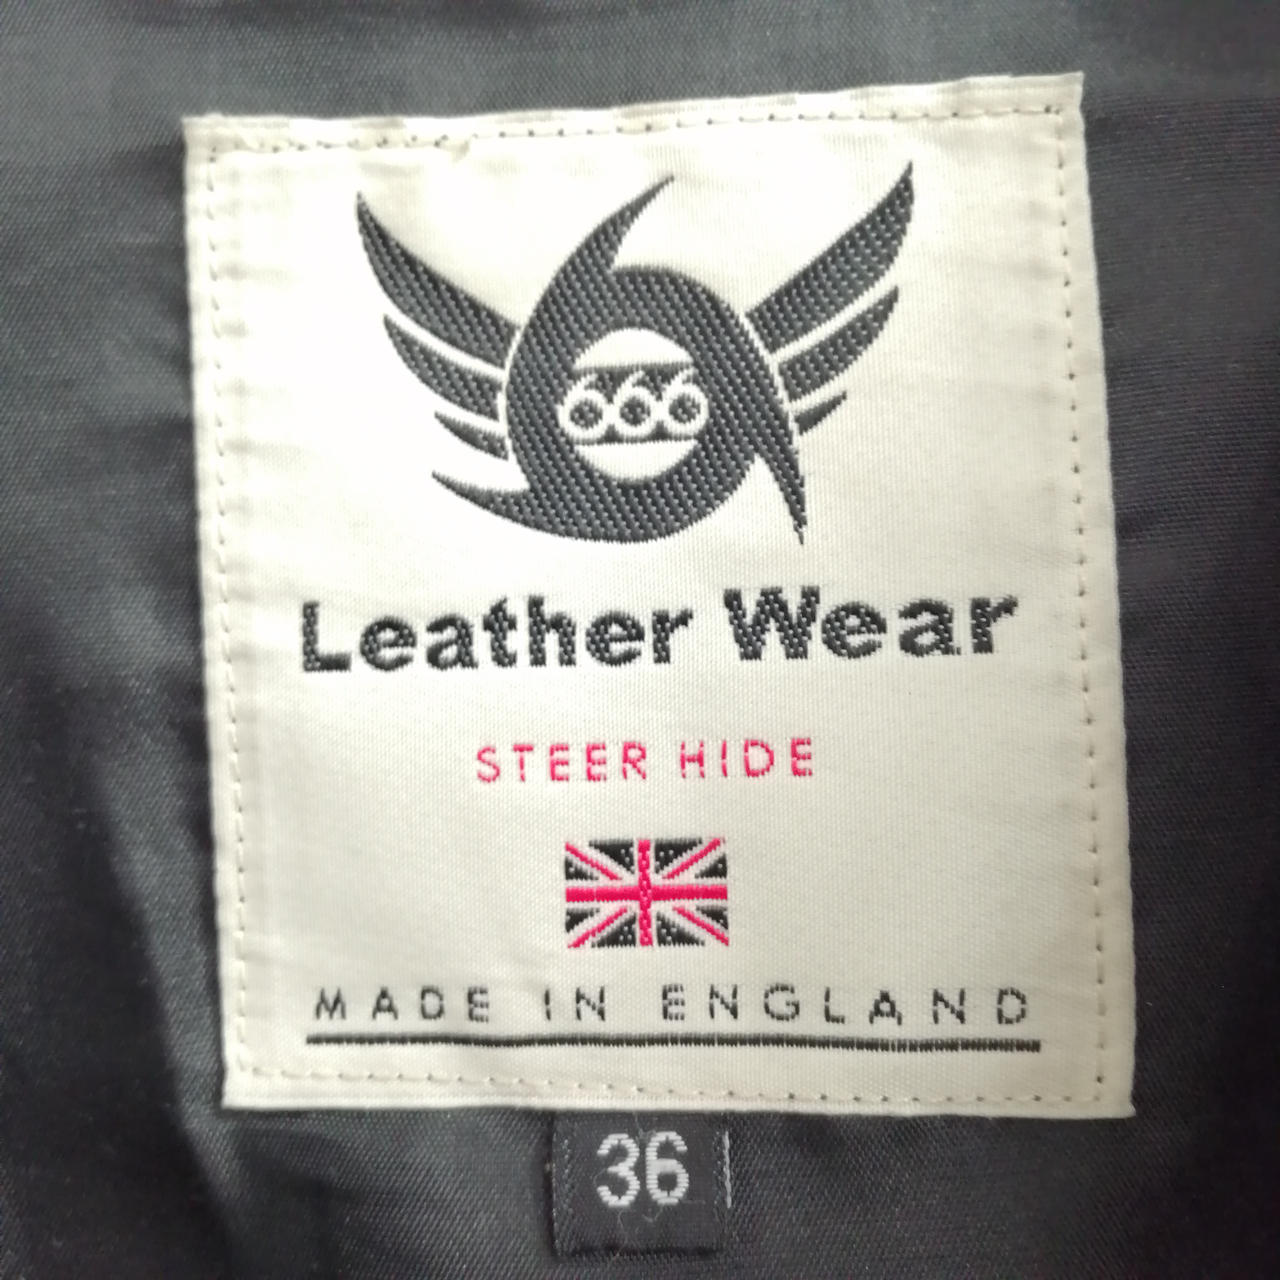 666
Leather Wear
STEER HIDE
MADE IN ENGLAND
36